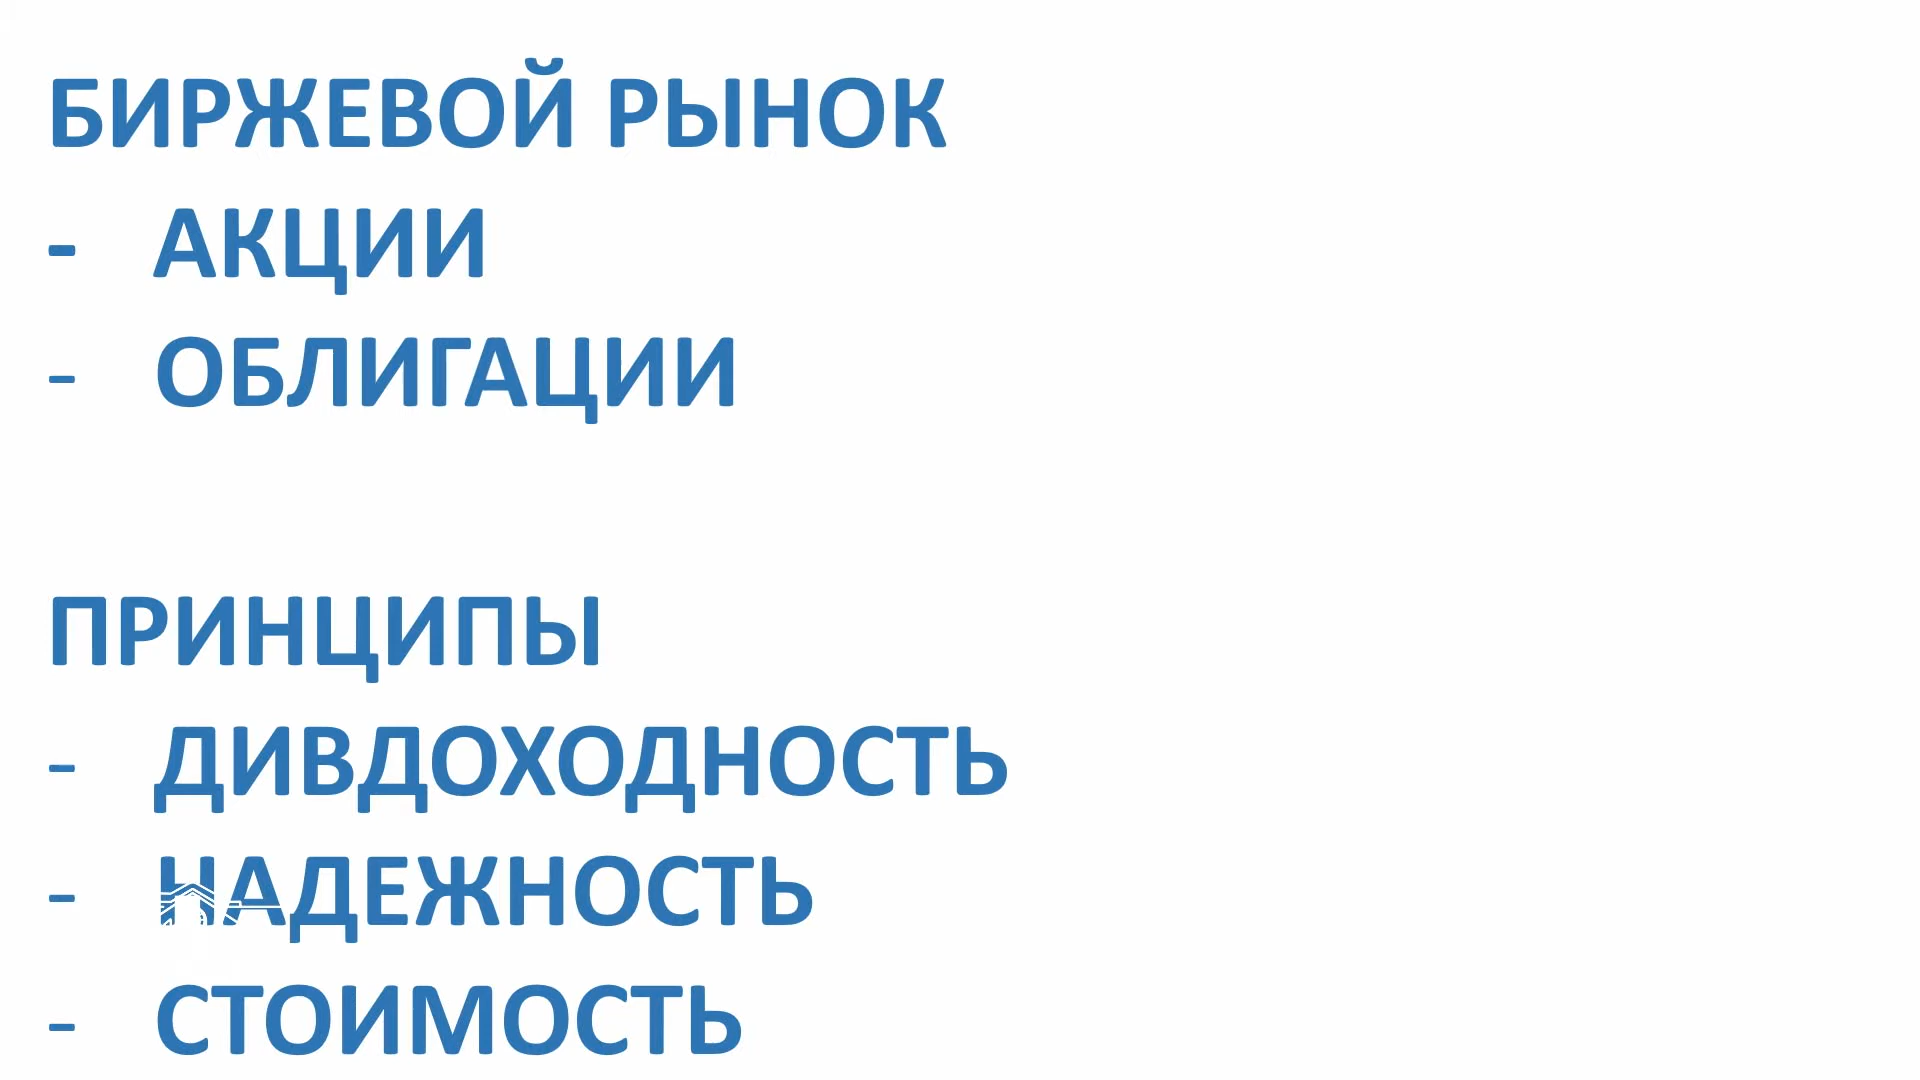 БИРЖЕВОЙ РЫНОК
- АКЦИИ
- ОБЛИГАЦИИ
ПРИНЦИПЫ
- ДИВДОХОДНОСТЬ
- НАДЕЖНОСТЬ
- СТОИМОСТЬ